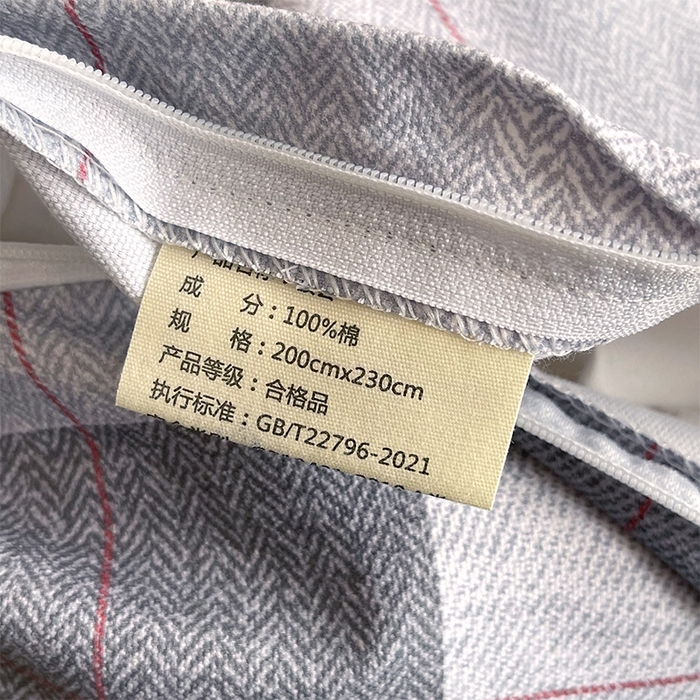 成 分：100%棉
规 格：200cmx230cm
产品等级：合格品
执行标准：GB/T22796-2021